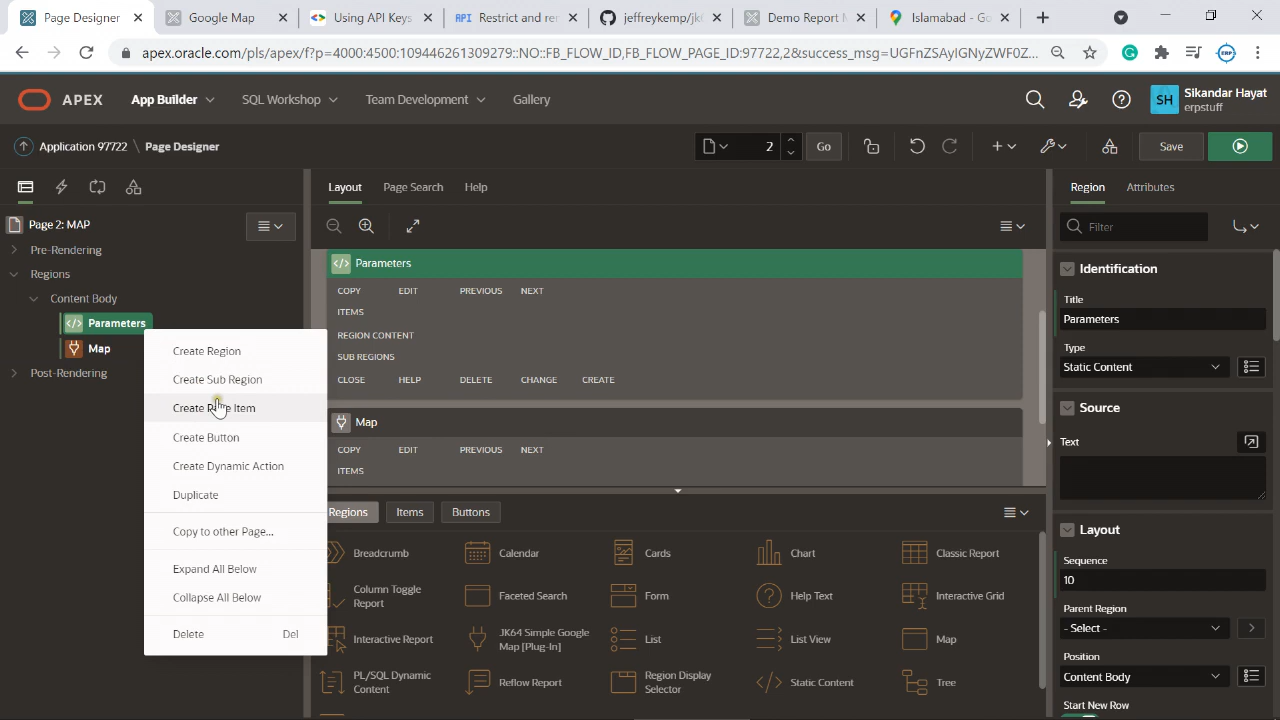 Page Designer
Google Map
Using API Keys
Restrict and re
jeffreykemp/jk6
Demo Report M
Islamabad - Go
apex.oracle.com/pls/apex/f?p=4000:4500:109446261309279::NO:FB_FLOW_ID,FB_FLOW_PAGE_ID:97722,2&success_msg=UGFnZSAyIGNyZWF0Z...
APEX
App Builder
SQL Workshop
Team Development
Gallery
SH
Sikandar Hayat
erpstuff
Application 97722 \ Page Designer
2
Go
Save
Layout
Page Search
Help
Region
Attributes
Page 2: MAP
Filter
Pre-Rendering
Regions
Content Body
Parameters
Map
Post-Rendering
Create Region
Create Sub Region
Create Page Item
Create Button
Create Dynamic Action
Duplicate
Copy to other Page...
Expand All Below
Collapse All Below
Delete Del
Parameters
COPY EDIT PREVIOUS NEXT
ITEMS
REGION CONTENT
SUB REGIONS
CLOSE HELP DELETE CHANGE CREATE
Map
COPY EDIT PREVIOUS NEXT
ITEMS
Regions
Items
Buttons
Breadcrumb
Calendar
Cards
Chart
Classic Report
Column Toggle
Report
Faceted Search
Form
Help Text
Interactive Grid
Interactive Report
JK64 Simple Google
Map [Plug-In]
List
List View
Map
PL/SQL Dynamic
Content
Reflow Report
Region Display
Selector
Static Content
Tree
Identification
Title
Parameters
Type
Static Content
Source
Text
Layout
Sequence
10
Parent Region
- Select -
Position
Content Body
Start New Row